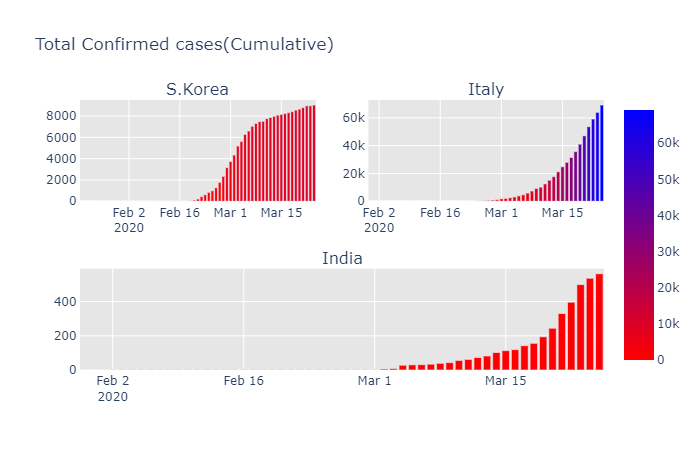 Total Confirmed cases(Cumulative)
S.Korea
8000
6000
4000
2000
0
Feb 2
2020
Feb 16
Mar 1
Mar 15
Italy
60k
40k
20k
0
Feb 2
2020
Feb 16
Mar 1
Mar 15
India
400
200
0
Feb 2
2020
Feb 16
Mar 1
Mar 15
60k
50k
40k
30k
20k
10k
0